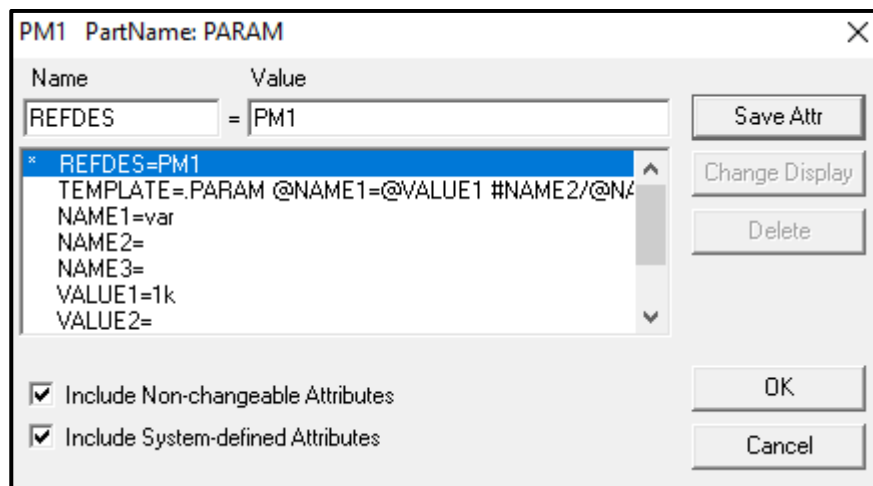 PM1 PartName: PARAM
Name Value
REFDES = PM1
Save Attr
* REFDES=PM1
TEMPLATE=.PARAM @NAME1=@VALUE1 #NAME2/@NA
NAME1=var
NAME2=
NAME3=
VALUE1=1k
VALUE2=
Change Display
Delete
Include Non-changeable Attributes
Include System-defined Attributes
OK
Cancel